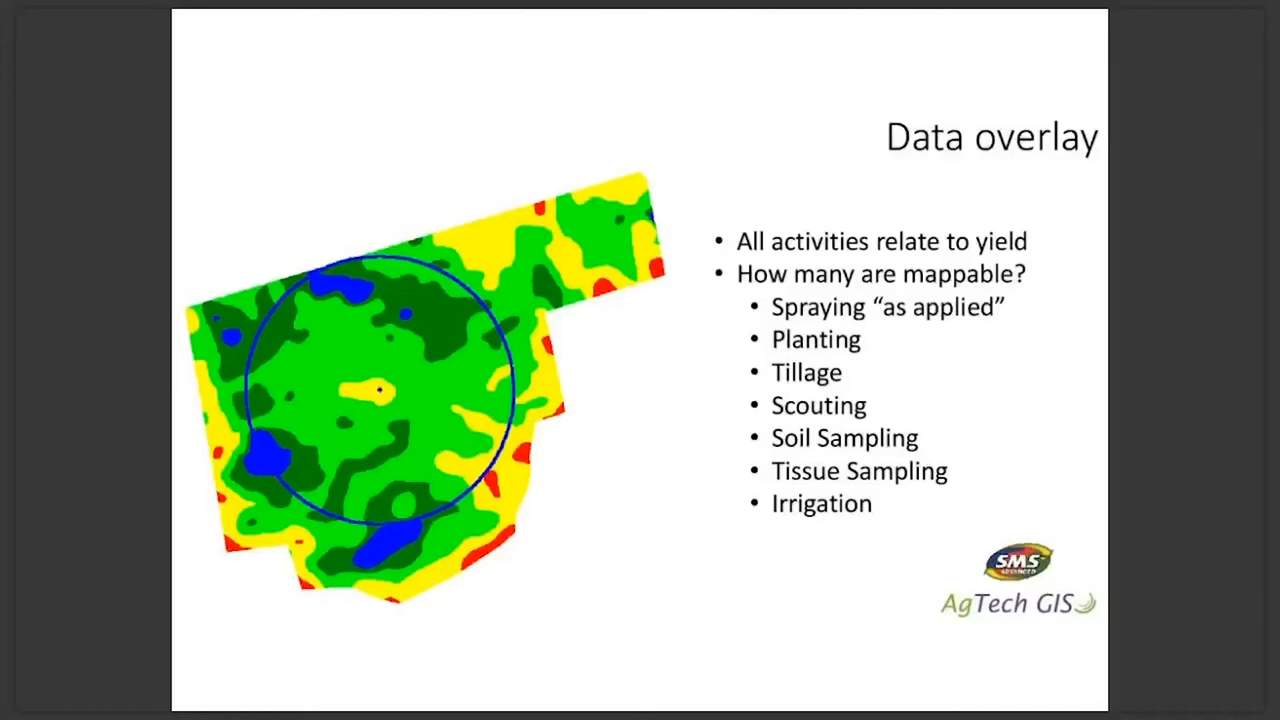 Data overlay
• All activities relate to yield
• How many are mappable?
• Spraying “as applied”
• Planting
• Tillage
• Scouting
• Soil Sampling
• Tissue Sampling
• Irrigation
SMS
ADVANCED
AgTech GIS